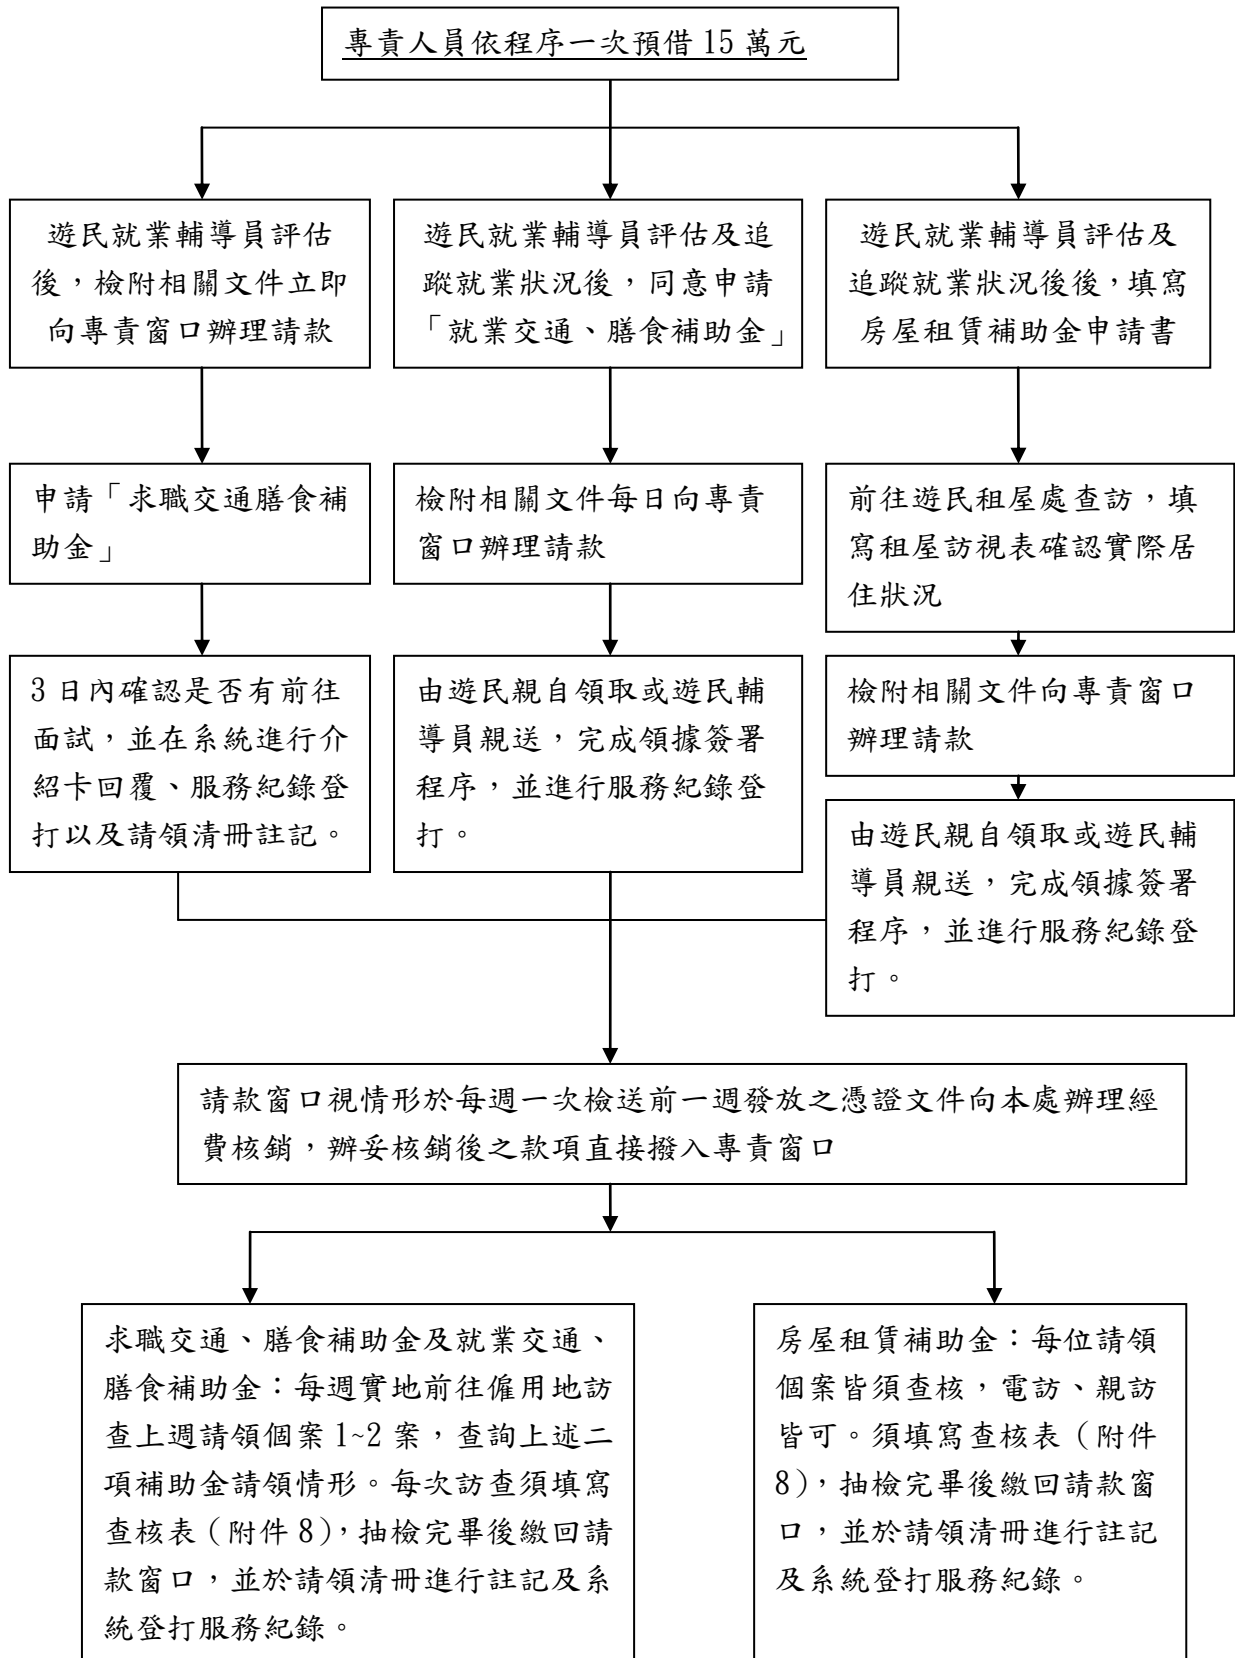 專責人員依程序一次預借 15 萬元
遊民就業輔導員評估
後，檢附相關文件立即
向專責窗口辦理請款
遊民就業輔導員評估及追
蹤就業狀況後，同意申請
「就業交通、膳食補助金」
遊民就業輔導員評估及
追蹤就業狀況後後，填寫
房屋租賃補助金申請書
申請「求職交通膳食補
助金」
檢附相關文件每日向專責
窗口辦理請款
前往遊民租屋處查訪，填
寫租屋訪視表確認實際居
住狀況
3 日內確認是否有前往
面試，並在系統進行介
紹卡回覆、服務紀錄登
打以及請領清冊註記。
由遊民親自領取或遊民輔
導員親送，完成領據簽署
程序，並進行服務紀錄登
打。
檢附相關文件向專責窗口
辦理請款
由遊民親自領取或遊民輔
導員親送，完成領據簽署
程序，並進行服務紀錄登
打。
請款窗口視情形於每週一次檢送前一週發放之憑證文件向本處辦理經
費核銷，辦妥核銷後之款項直接撥入專責窗口
求職交通、膳食補助金及就業交通、
膳食補助金：每週實地前往僱用地訪
查上週請領個案 1~2 案，查詢上述二
項補助金請領情形。每次訪查須填寫
查核表（附件 8），抽檢完畢後繳回請
款窗口，並於請領清冊進行註記及系
統登打服務紀錄。
房屋租賃補助金：每位請領
個案皆須查核，電訪、親訪
皆可。須填寫查核表（附件
8），抽檢完畢後繳回請款窗
口，並於請領清冊進行註記
及系統登打服務紀錄。